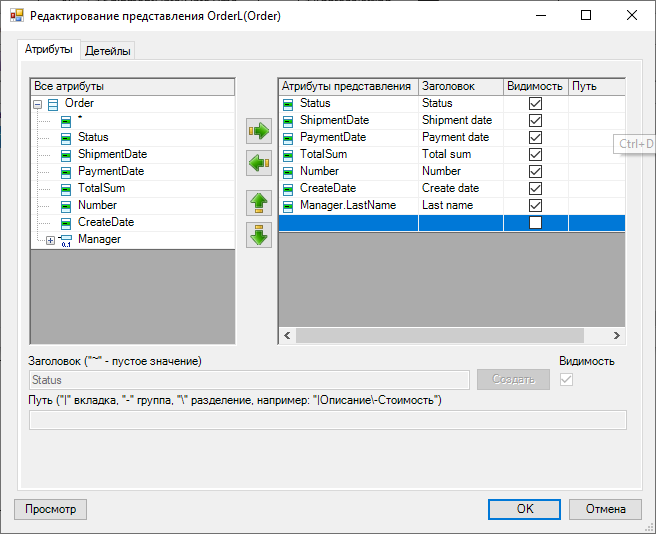 Редактирование представления OrderL(Order)
Атрибуты Детейлы
Все атрибуты
Order
*
Status
ShipmentDate
PaymentDate
TotalSum
Number
CreateDate
0..1 Manager
Атрибуты представления Заголовок Видимость Путь
Status Status
ShipmentDate Shipment date
PaymentDate Payment date
TotalSum Total sum
Number Number
CreateDate Create date
Manager.LastName Last name
Ctrl+D
Заголовок ("~" - пустое значение) Видимость
Status Создать
Путь ("|" вкладка, "-" группа, "\" разделение, например: "|Описание\-Стоимость")
Просмотр OK Отмена